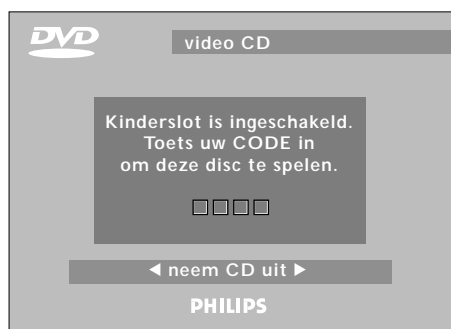 DVD
video CD
Kinderslot is ingeschakeld.
Toets uw CODE in
om deze disc te spelen.
◀ neem CD uit ▶
PHILIPS